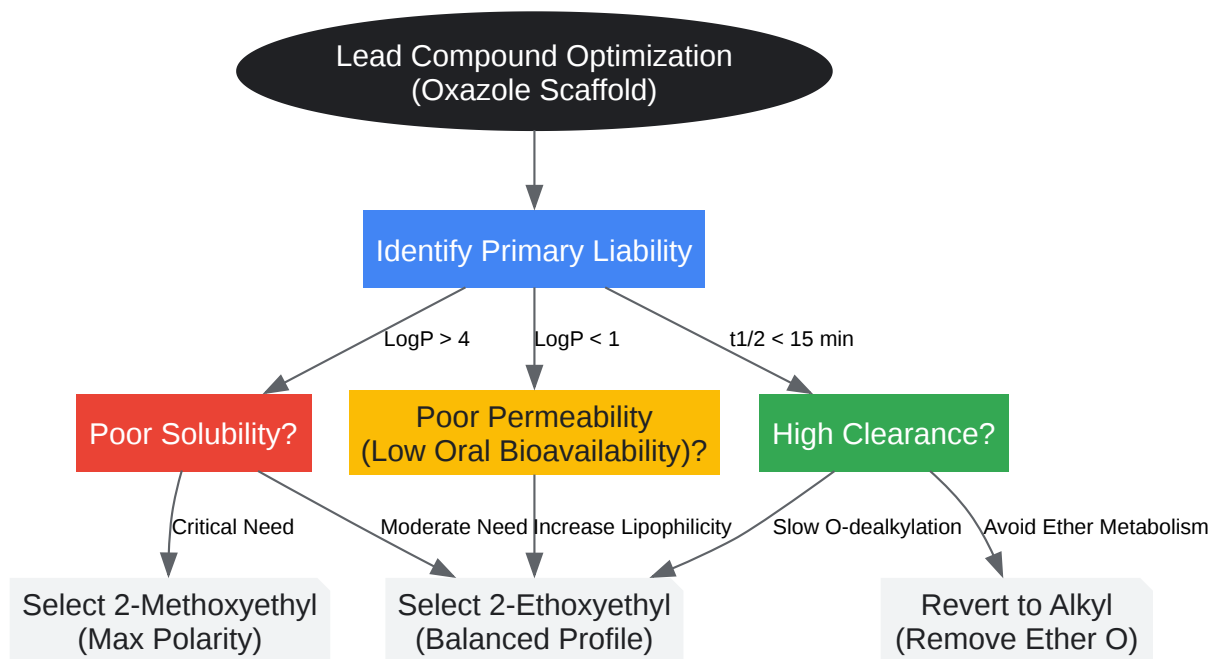 Lead Compound Optimization
(Oxazole Scaffold)
Identify Primary Liability
LogP > 4
LogP < 1
t1/2 < 15 min
Poor Solubility?
Poor Permeability
(Low Oral Bioavailability)?
High Clearance?
Critical Need
Moderate Need
Increase Lipophilicity
Slow O-dealkylation
Avoid Ether Metabolism
Select 2-Methoxyethyl
(Max Polarity)
Select 2-Ethoxyethyl
(Balanced Profile)
Revert to Alkyl
(Remove Ether O)